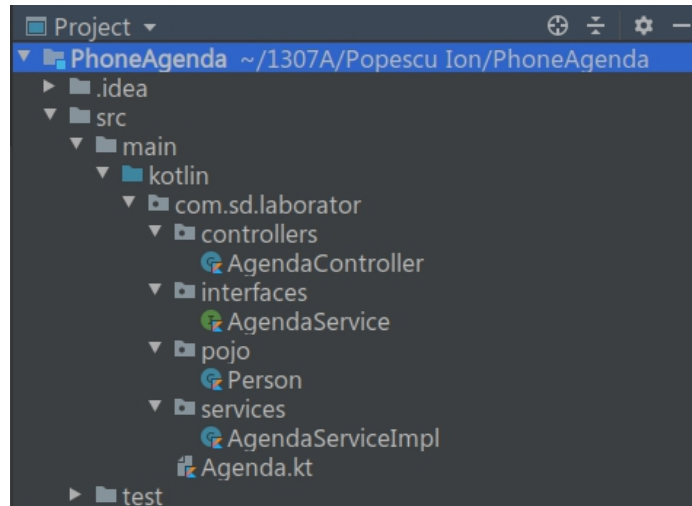 Project
PhoneAgenda ~/1307A/Popescu Ion/PhoneAgenda
.idea
src
main
kotlin
com.sd.laborator
controllers
AgendaController
interfaces
AgendaService
pojo
Person
services
AgendaServiceImpl
Agenda.kt
test